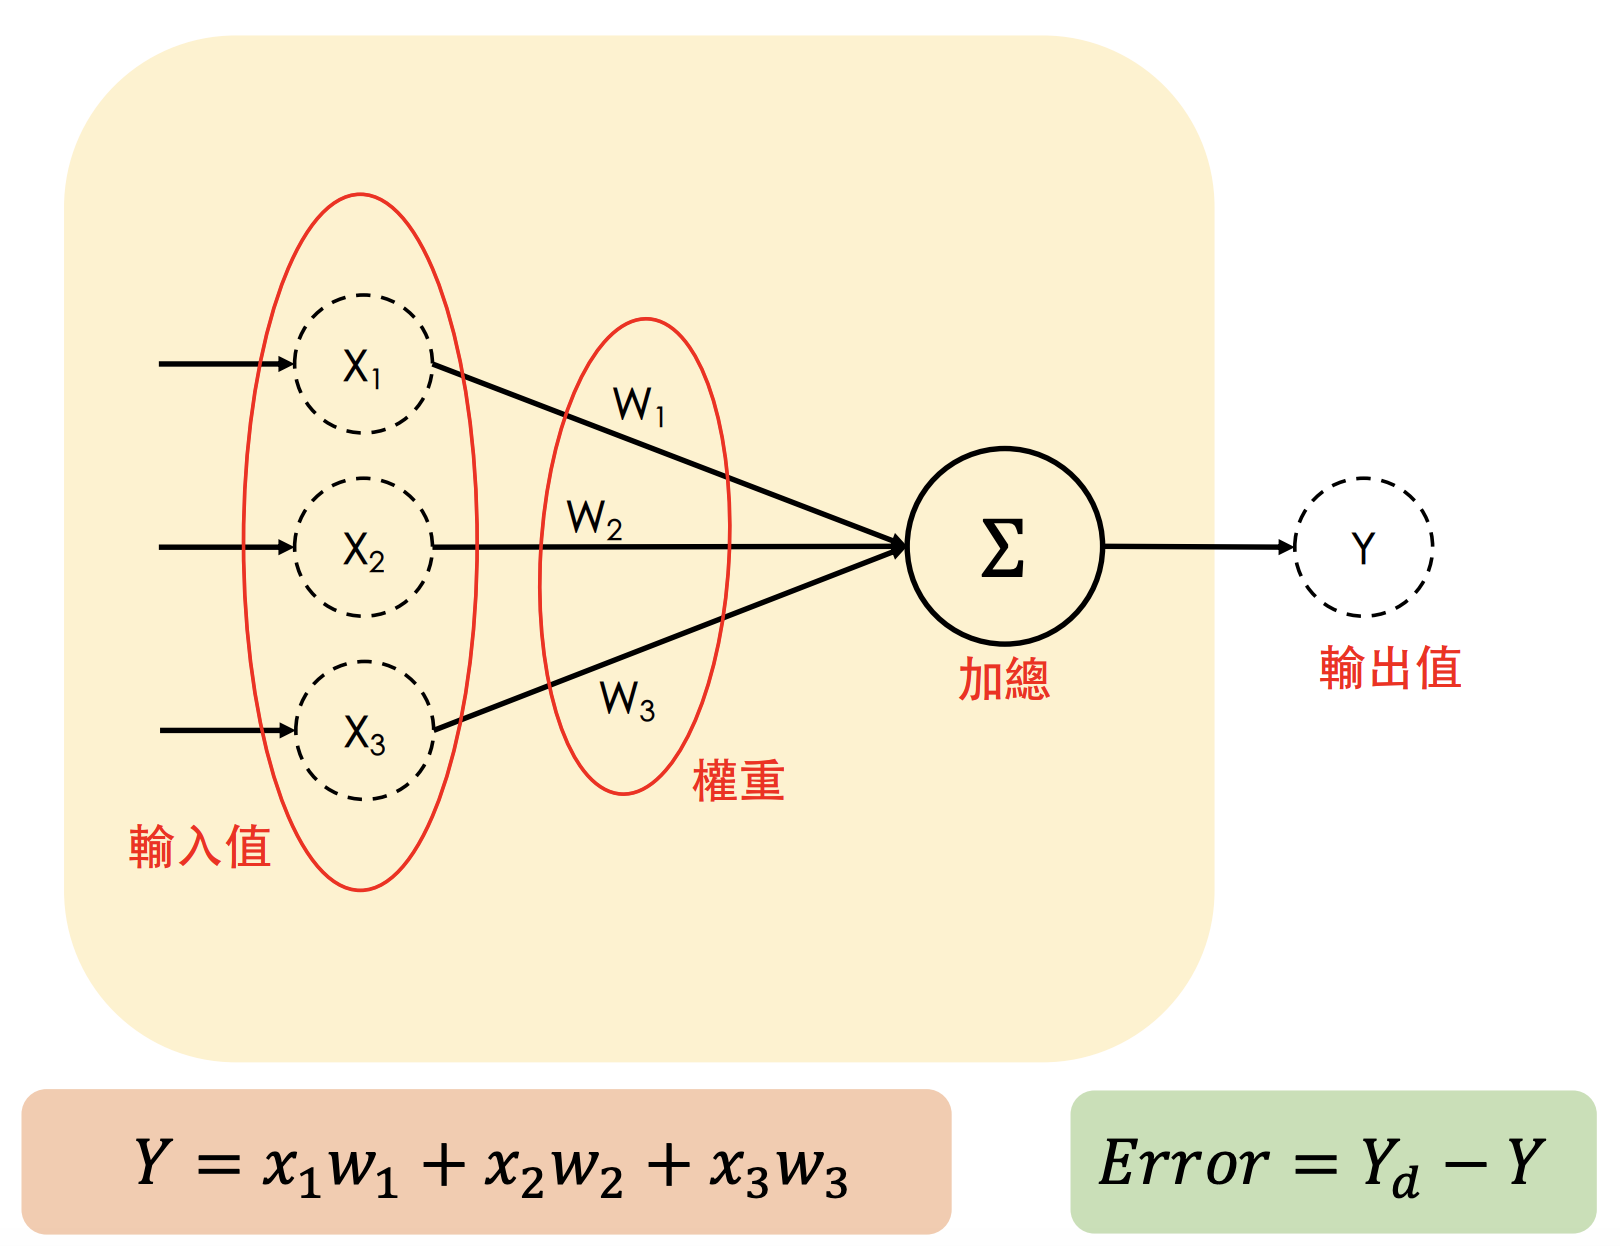 X₁
W₁
X₂
W₂
Σ
Y
加總
輸出值
X₃
W₃
權重
輸入值
Y = x₁w₁ + x₂w₂ + x₃w₃
Error = Y_d − Y